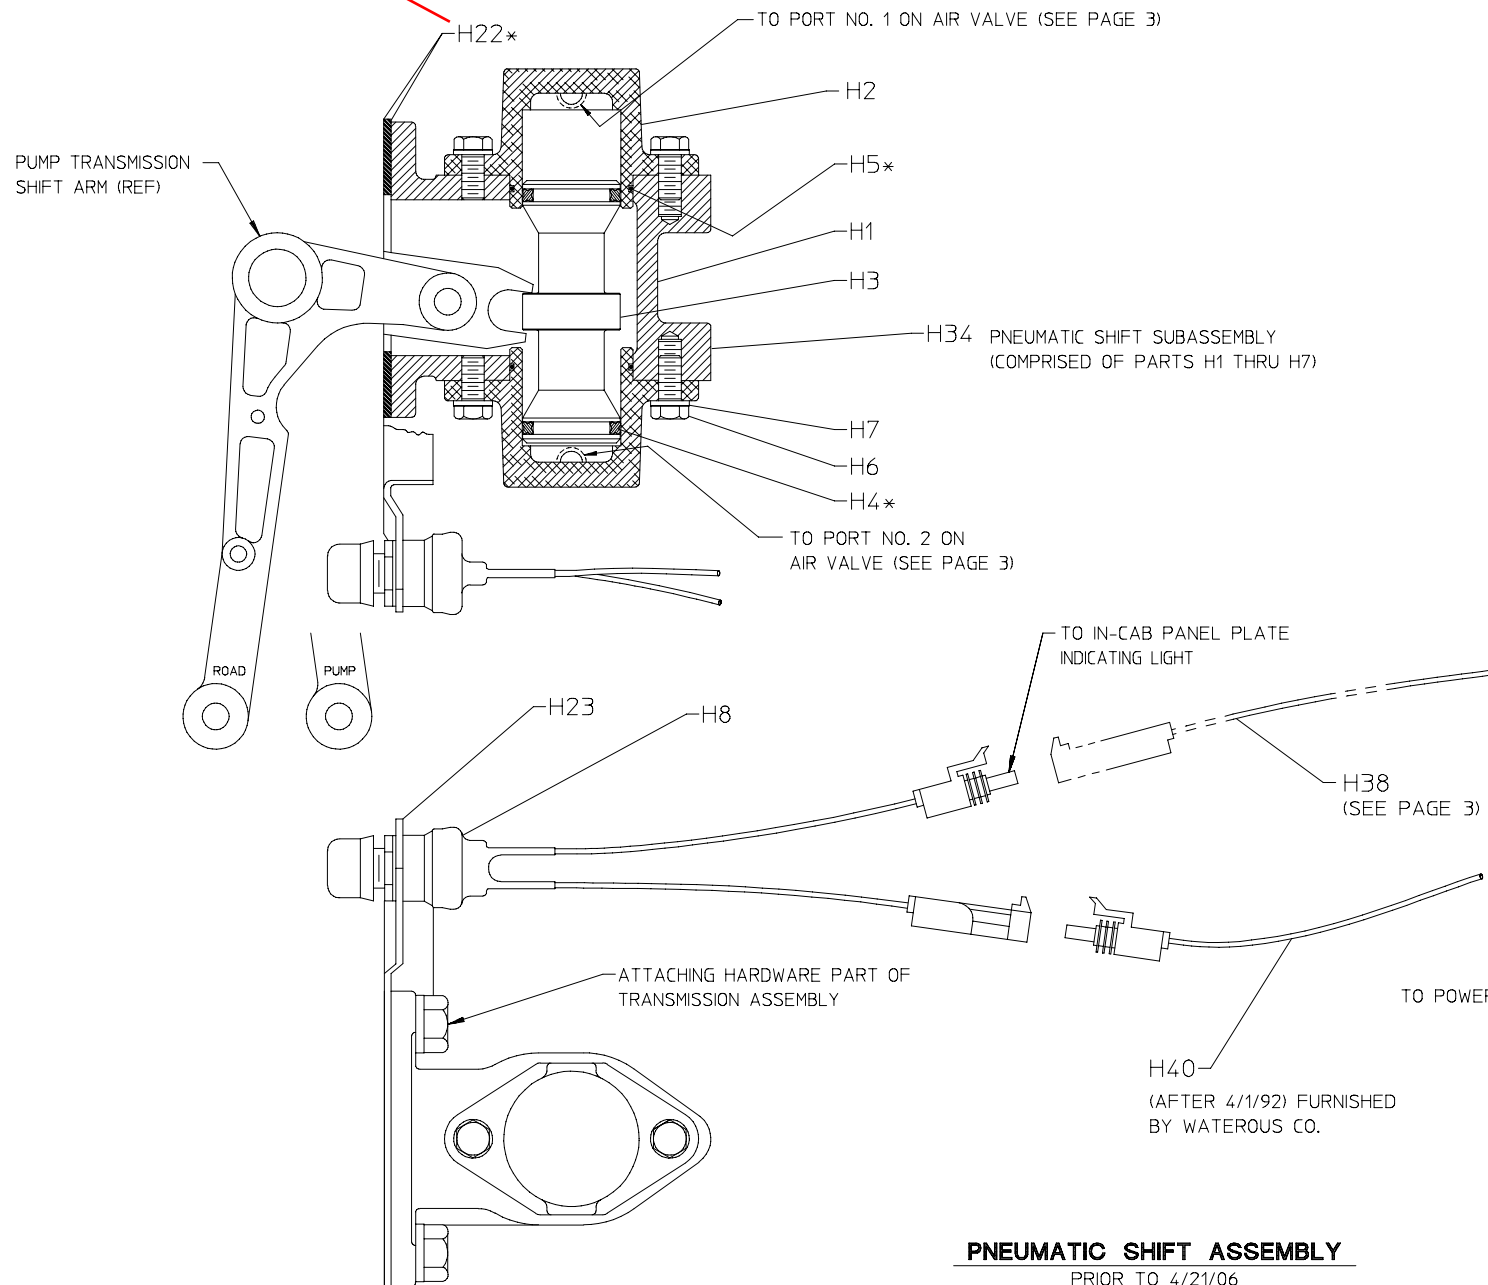 TO PORT NO. 1 ON AIR VALVE (SEE PAGE 3)
H22*
H2
PUMP TRANSMISSION
SHIFT ARM (REF)
H5*
H1
H3
H34 PNEUMATIC SHIFT SUBASSEMBLY
(COMPRISED OF PARTS H1 THRU H7)
H7
H6
H4*
TO PORT NO. 2 ON
AIR VALVE (SEE PAGE 3)
TO IN-CAB PANEL PLATE
INDICATING LIGHT
ROAD
PUMP
H23
H8
H38
(SEE PAGE 3)
ATTACHING HARDWARE PART OF
TRANSMISSION ASSEMBLY
TO POWER
H40
(AFTER 4/1/92) FURNISHED
BY WATEROUS CO.
PNEUMATIC SHIFT ASSEMBLY
PRIOR TO 4/21/06